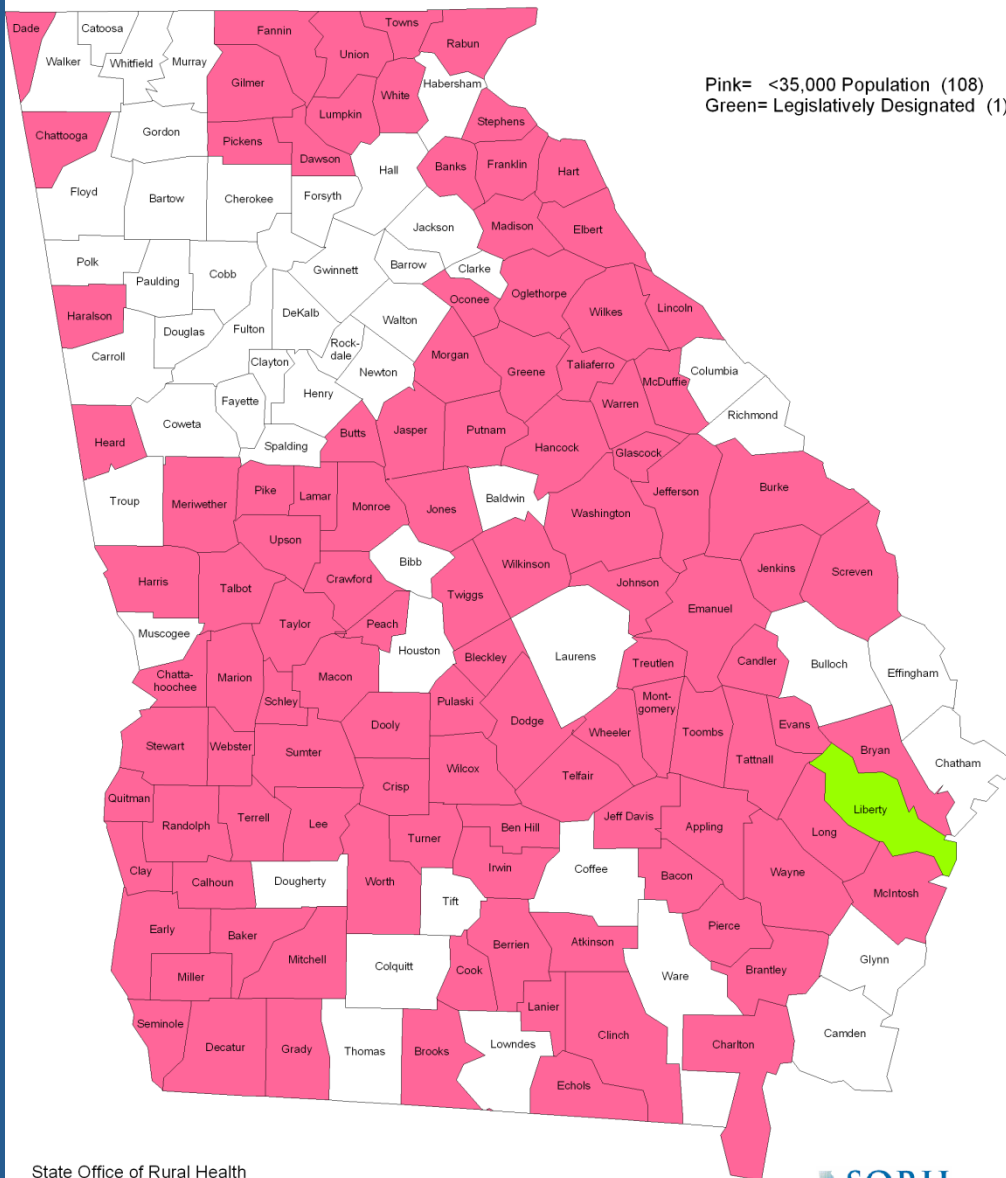 Dade
Catoosa
Walker
Whitfield
Murray
Fannin
Towns
Union
Rabun
Gilmer
White
Habersham
Pink= <35,000 Population (108)
Green= Legislatively Designated (1)
Lumpkin
Chattooga
Gordon
Pickens
Dawson
Stephens
Banks
Franklin
Hart
Hall
Floyd
Bartow
Cherokee
Forsyth
Jackson
Madison
Elbert
Polk
Paulding
Cobb
Gwinnett
Barrow
Clarke
Oconee
Oglethorpe
Wilkes
Lincoln
Haralson
Douglas
Fulton
DeKalb
Walton
Rock-
dale
Carroll
Clayton
Newton
Morgan
Greene
Taliaferro
McDuffie
Columbia
Fayette
Henry
Warren
Richmond
Heard
Coweta
Spalding
Butts
Jasper
Putnam
Hancock
Glascock
Troup
Meriwether
Pike
Lamar
Monroe
Jones
Baldwin
Washington
Jefferson
Burke
Upson
Bibb
Wilkinson
Harris
Talbot
Crawford
Twiggs
Johnson
Jenkins
Screven
Emanuel
Muscogee
Taylor
Peach
Houston
Bleckley
Laurens
Treutlen
Candler
Bulloch
Effingham
Chatta-
hoochee
Marion
Schley
Macon
Pulaski
Dodge
Mont-
gomery
Dooly
Wheeler
Toombs
Evans
Bryan
Stewart
Webster
Sumter
Wilcox
Telfair
Tattnall
Chatham
Crisp
Quitman
Randolph
Terrell
Lee
Turner
Ben Hill
Jeff Davis
Appling
Long
Liberty
Clay
Calhoun
Dougherty
Worth
Irwin
Coffee
Bacon
Wayne
McIntosh
Tift
Early
Baker
Mitchell
Berrien
Atkinson
Pierce
Miller
Colquitt
Cook
Ware
Brantley
Glynn
Seminole
Decatur
Grady
Thomas
Brooks
Lowndes
Lanier
Clinch
Charlton
Camden
Echols
State Office of Rural Health